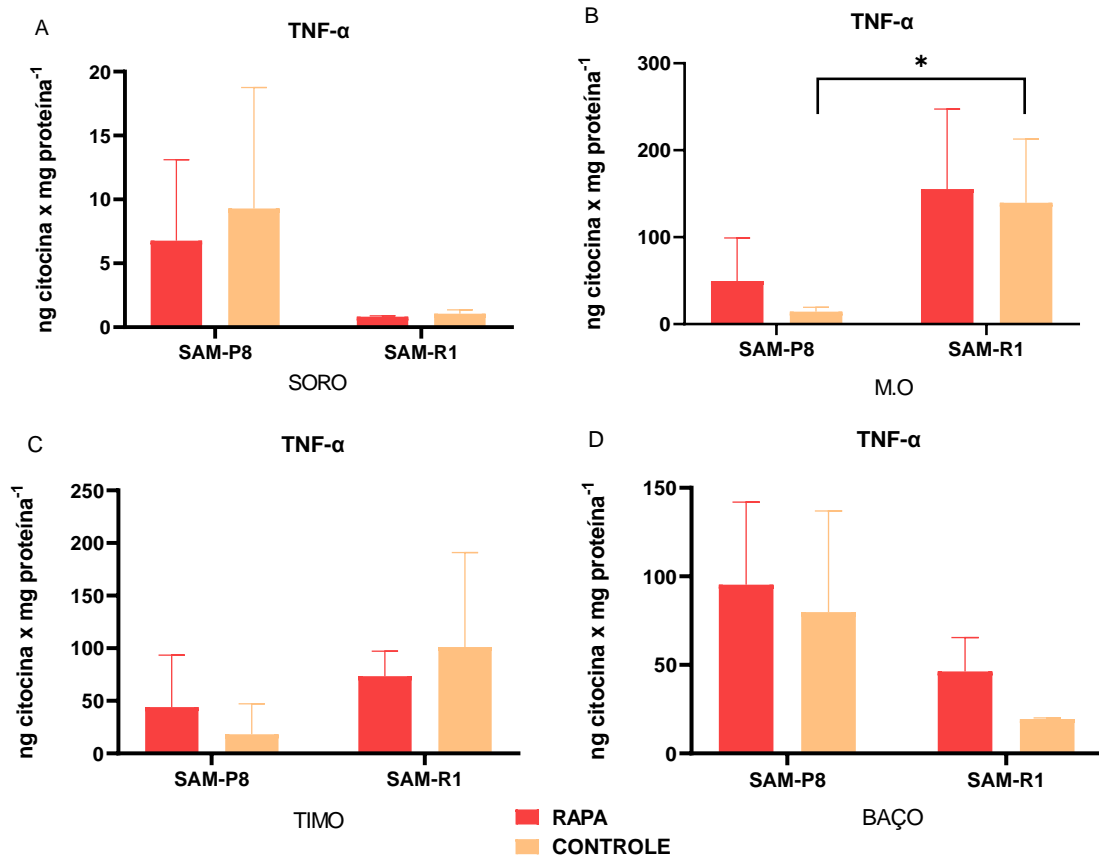 A
TNF-α
ng citocina x mg proteína-1
20
15
10
5
0
SAM-P8 SAM-R1
SORO
B
TNF-α
ng citocina x mg proteína-1
300
200
100
0
*
SAM-P8 SAM-R1
M.O
C
TNF-α
ng citocina x mg proteína-1
250
200
150
100
50
0
SAM-P8 SAM-R1
TIMO
D
TNF-α
ng citocina x mg proteína-1
150
100
50
0
SAM-P8 SAM-R1
BAÇO
RAPA
CONTROLE